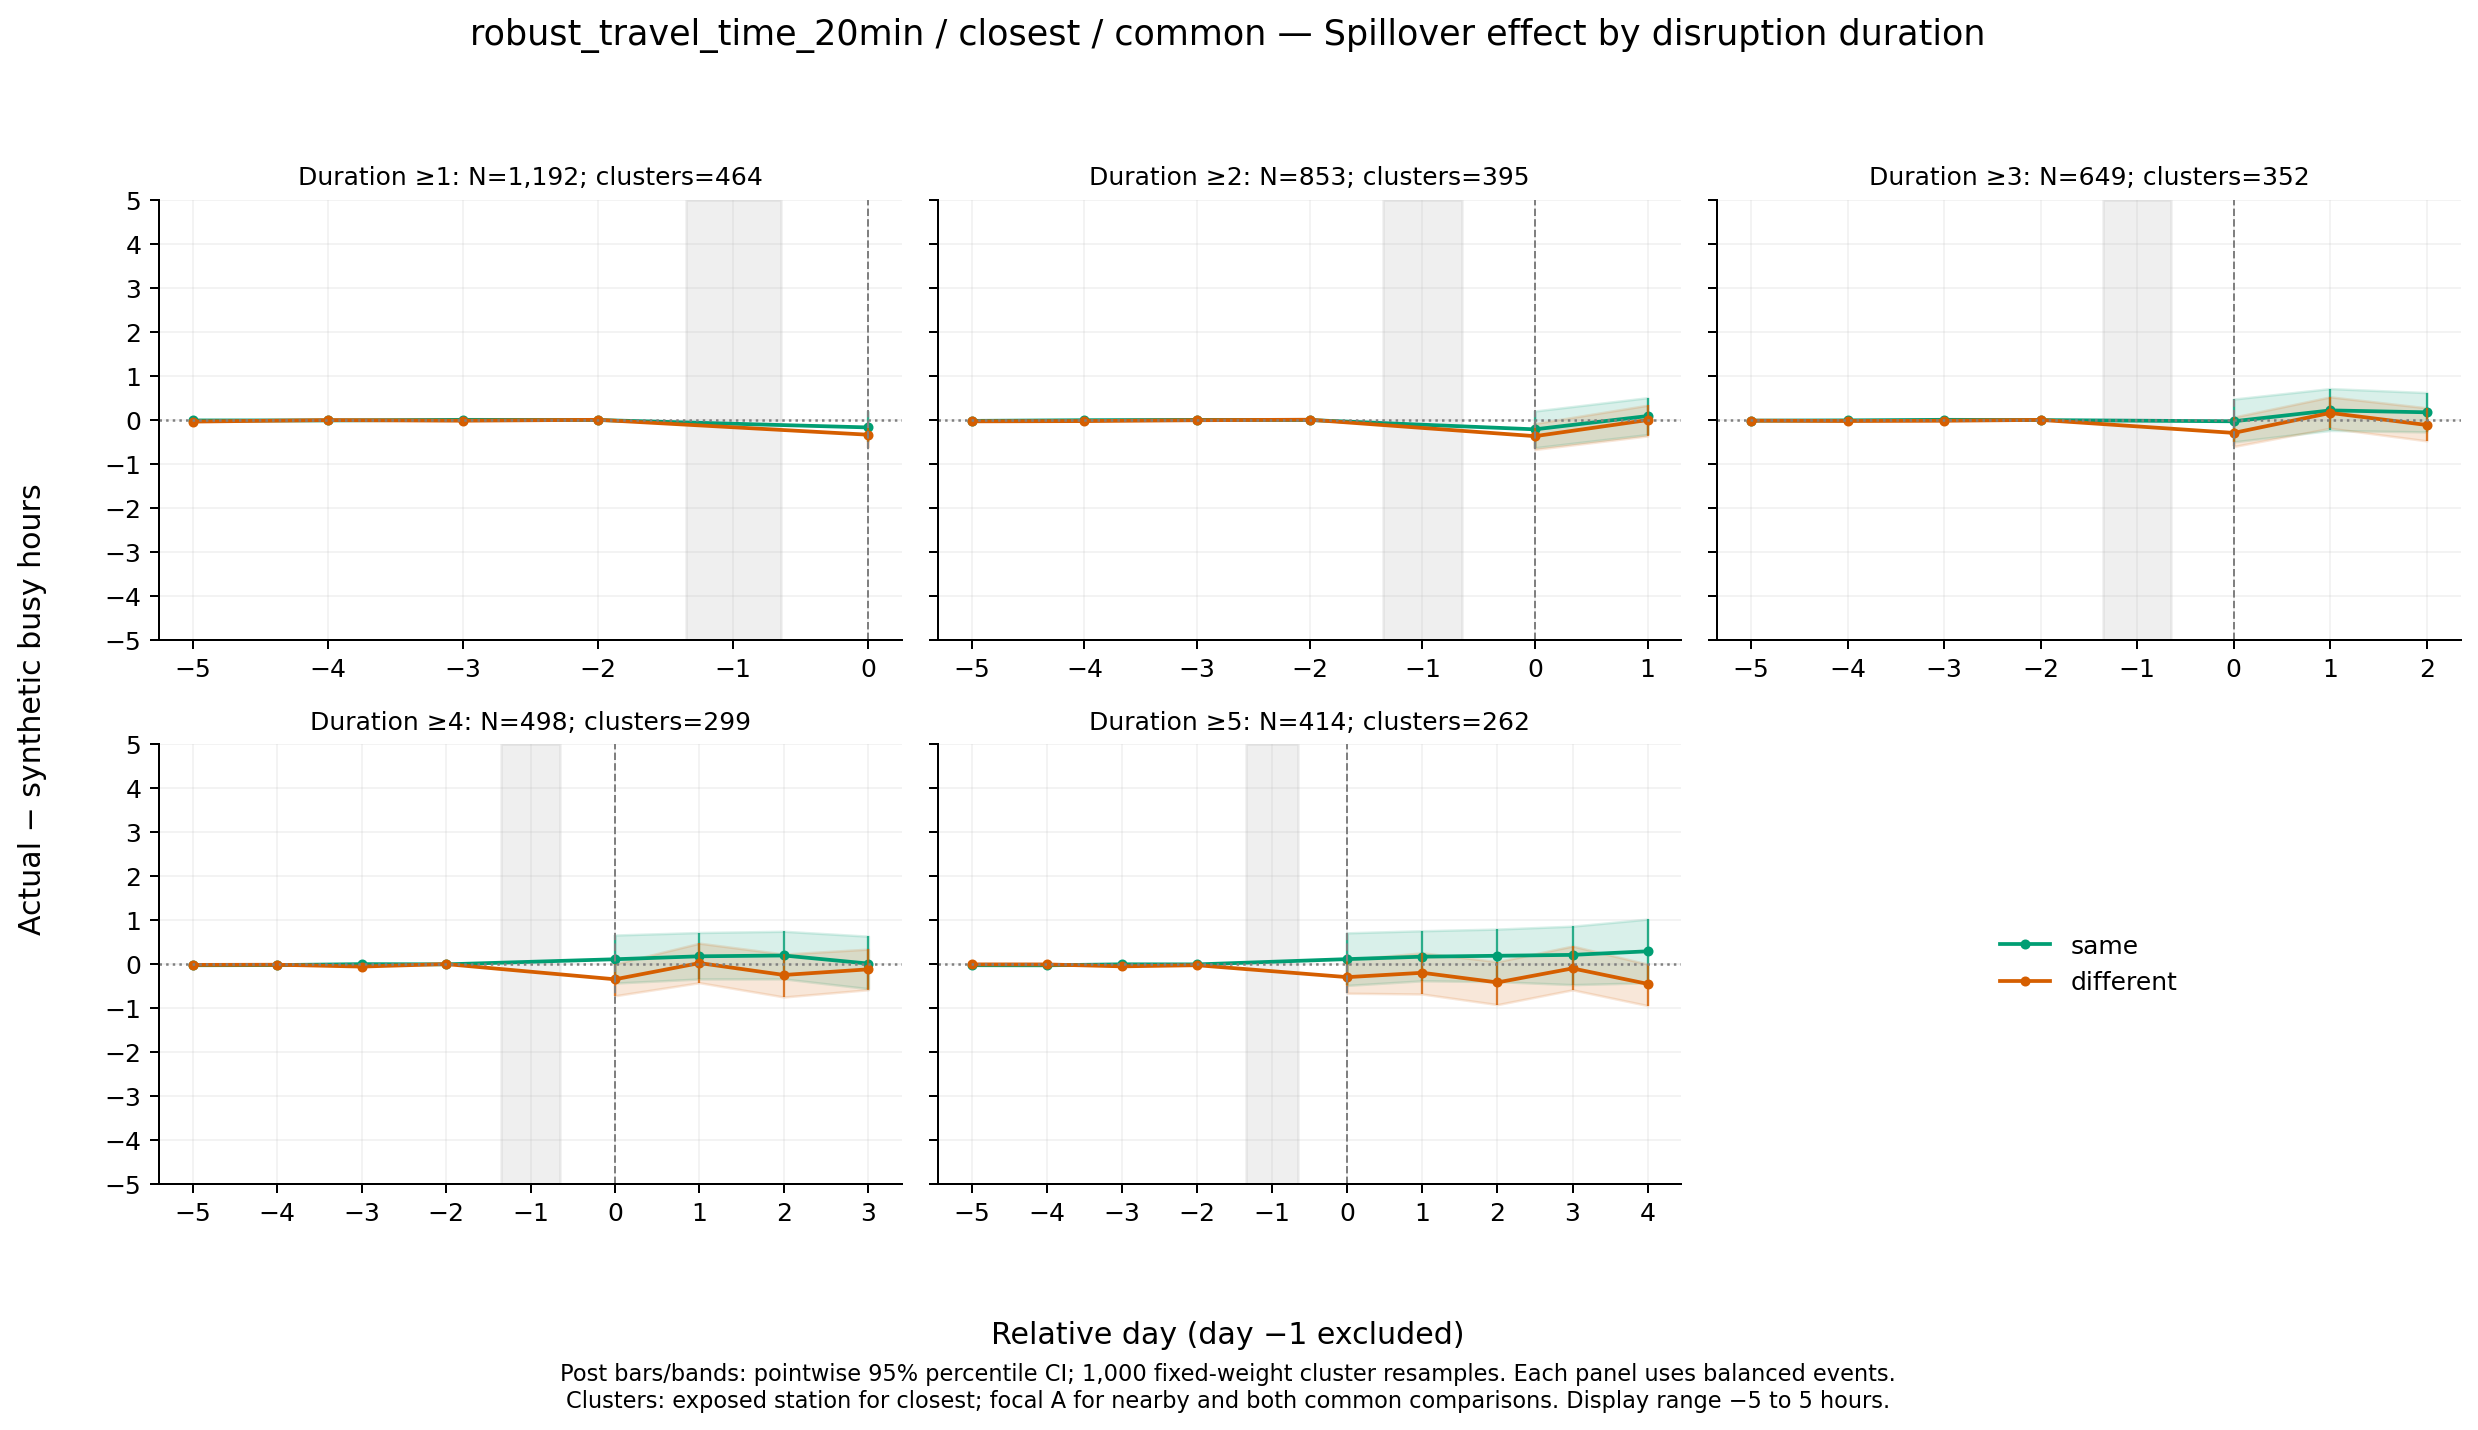 robust_travel_time_20min / closest / common — Spillover effect by disruption duration
Duration ≥1: N=1,192; clusters=464
Duration ≥2: N=853; clusters=395
Duration ≥3: N=649; clusters=352
5
4
3
2
1
0
−1
−2
−3
−4
−5
−5 −4 −3 −2 −1 0
−5 −4 −3 −2 −1 0 1
−5 −4 −3 −2 −1 0 1 2
Actual − synthetic busy hours
Duration ≥4: N=498; clusters=299
Duration ≥5: N=414; clusters=262
5
4
3
2
1
0
−1
−2
−3
−4
−5
−5 −4 −3 −2 −1 0 1 2 3
−5 −4 −3 −2 −1 0 1 2 3 4
same
different
Relative day (day −1 excluded)
Post bars/bands: pointwise 95% percentile CI; 1,000 fixed-weight cluster resamples. Each panel uses balanced events.
Clusters: exposed station for closest; focal A for nearby and both common comparisons. Display range −5 to 5 hours.